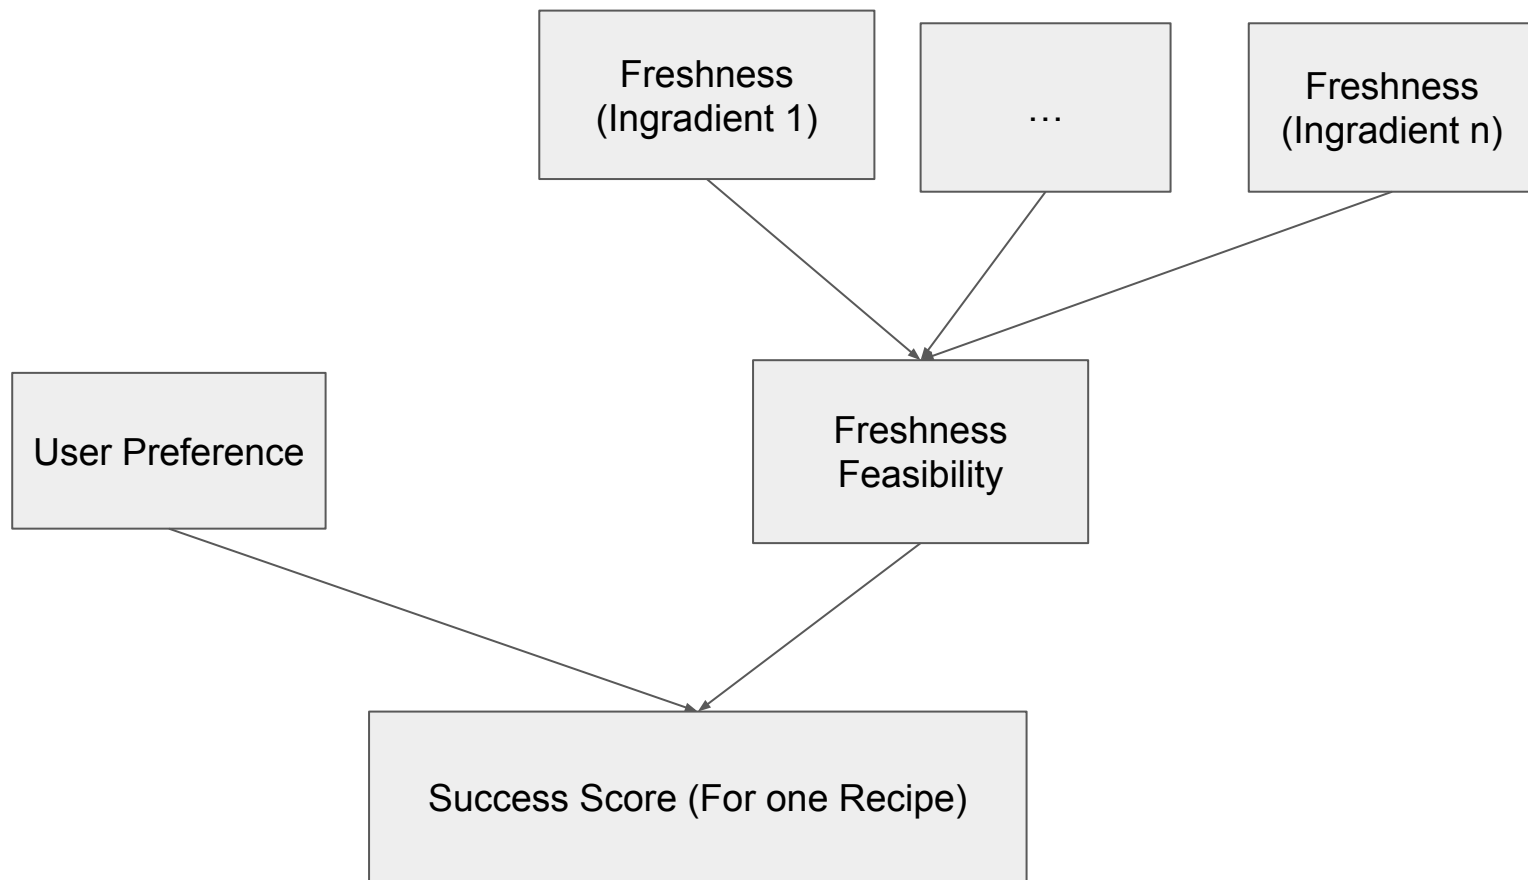 Freshness
(Ingradient 1)
…
Freshness
(Ingradient n)
User Preference
Freshness
Feasibility
Success Score (For one Recipe)